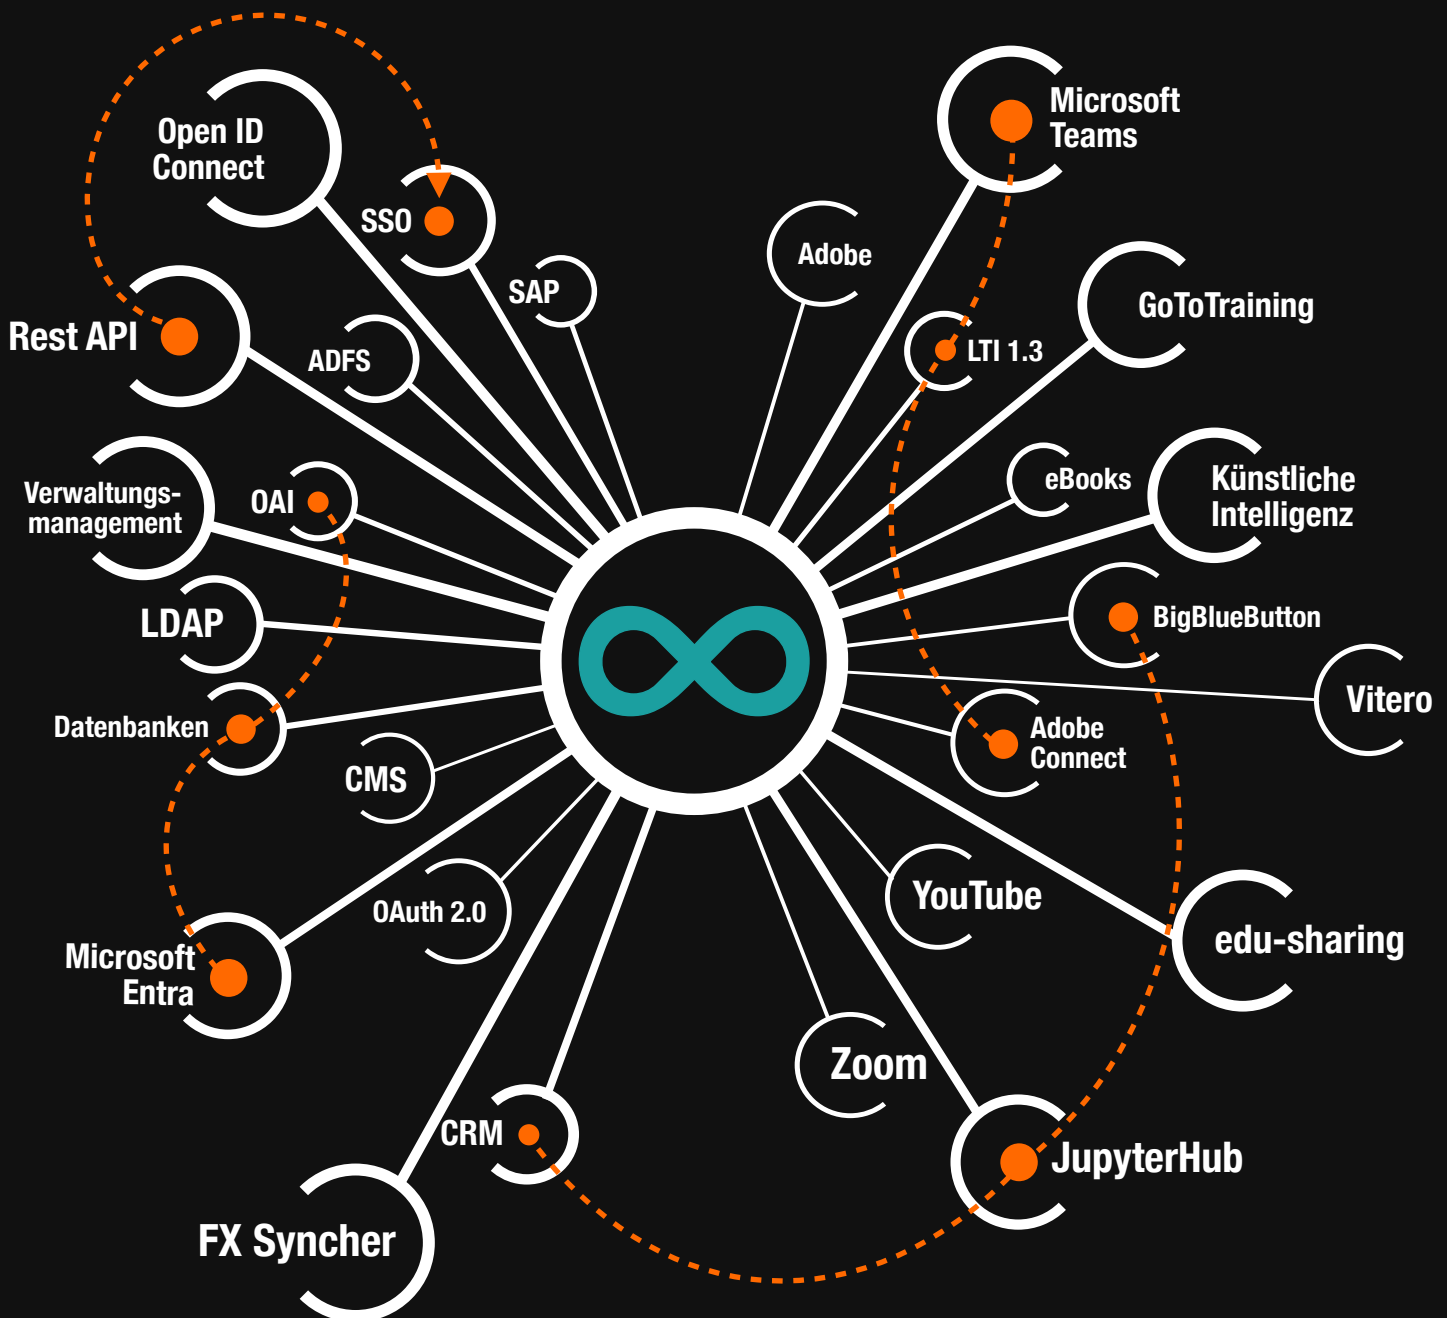 Open ID
Connect
SSO
SAP
Rest API
ADFS
Verwaltungs-
management
OAI
LDAP
Datenbanken
CMS
OAuth 2.0
Microsoft
Entra
CRM
FX Syncher
Microsoft
Teams
Adobe
GoToTraining
LTI 1.3
eBooks
Künstliche
Intelligenz
BigBlueButton
Vitero
Adobe
Connect
YouTube
edu-sharing
Zoom
JupyterHub